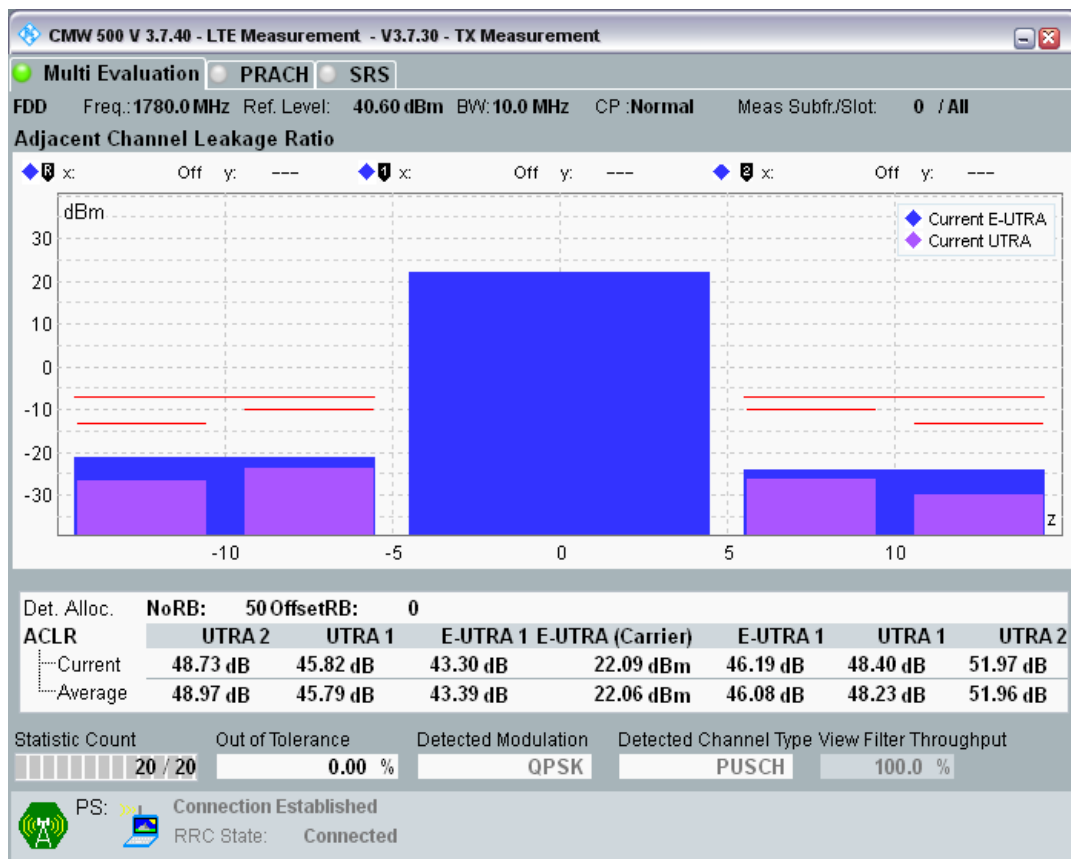 CMW 500 V 3.7.40 - LTE Measurement - V3.7.30 - TX Measurement
Multi Evaluation PRACH SRS
FDD Freq.: 1780.0 MHz Ref. Level: 40.60 dBm BW: 10.0 MHz CP :Normal Meas Subfr./Slot: 0 / All
Adjacent Channel Leakage Ratio
R x: Off y: --- 1 x: Off y: --- 2 x: Off y: ---
dBm
Current E-UTRA
Current UTRA
30
20
10
0
-10
-20
-30
z
-10 -5 0 5 10
Det. Alloc. NoRB: 50 OffsetRB: 0
ACLR UTRA 2 UTRA 1 E-UTRA 1 E-UTRA (Carrier) E-UTRA 1 UTRA 1 UTRA 2
Current 48.73 dB 45.82 dB 43.30 dB 22.09 dBm 46.19 dB 48.40 dB 51.97 dB
Average 48.97 dB 45.79 dB 43.39 dB 22.06 dBm 46.08 dB 48.23 dB 51.96 dB
Statistic Count Out of Tolerance Detected Modulation Detected Channel Type View Filter Throughput
20 / 20 0.00 % QPSK PUSCH 100.0 %
PS: Connection Established
RRC State: Connected